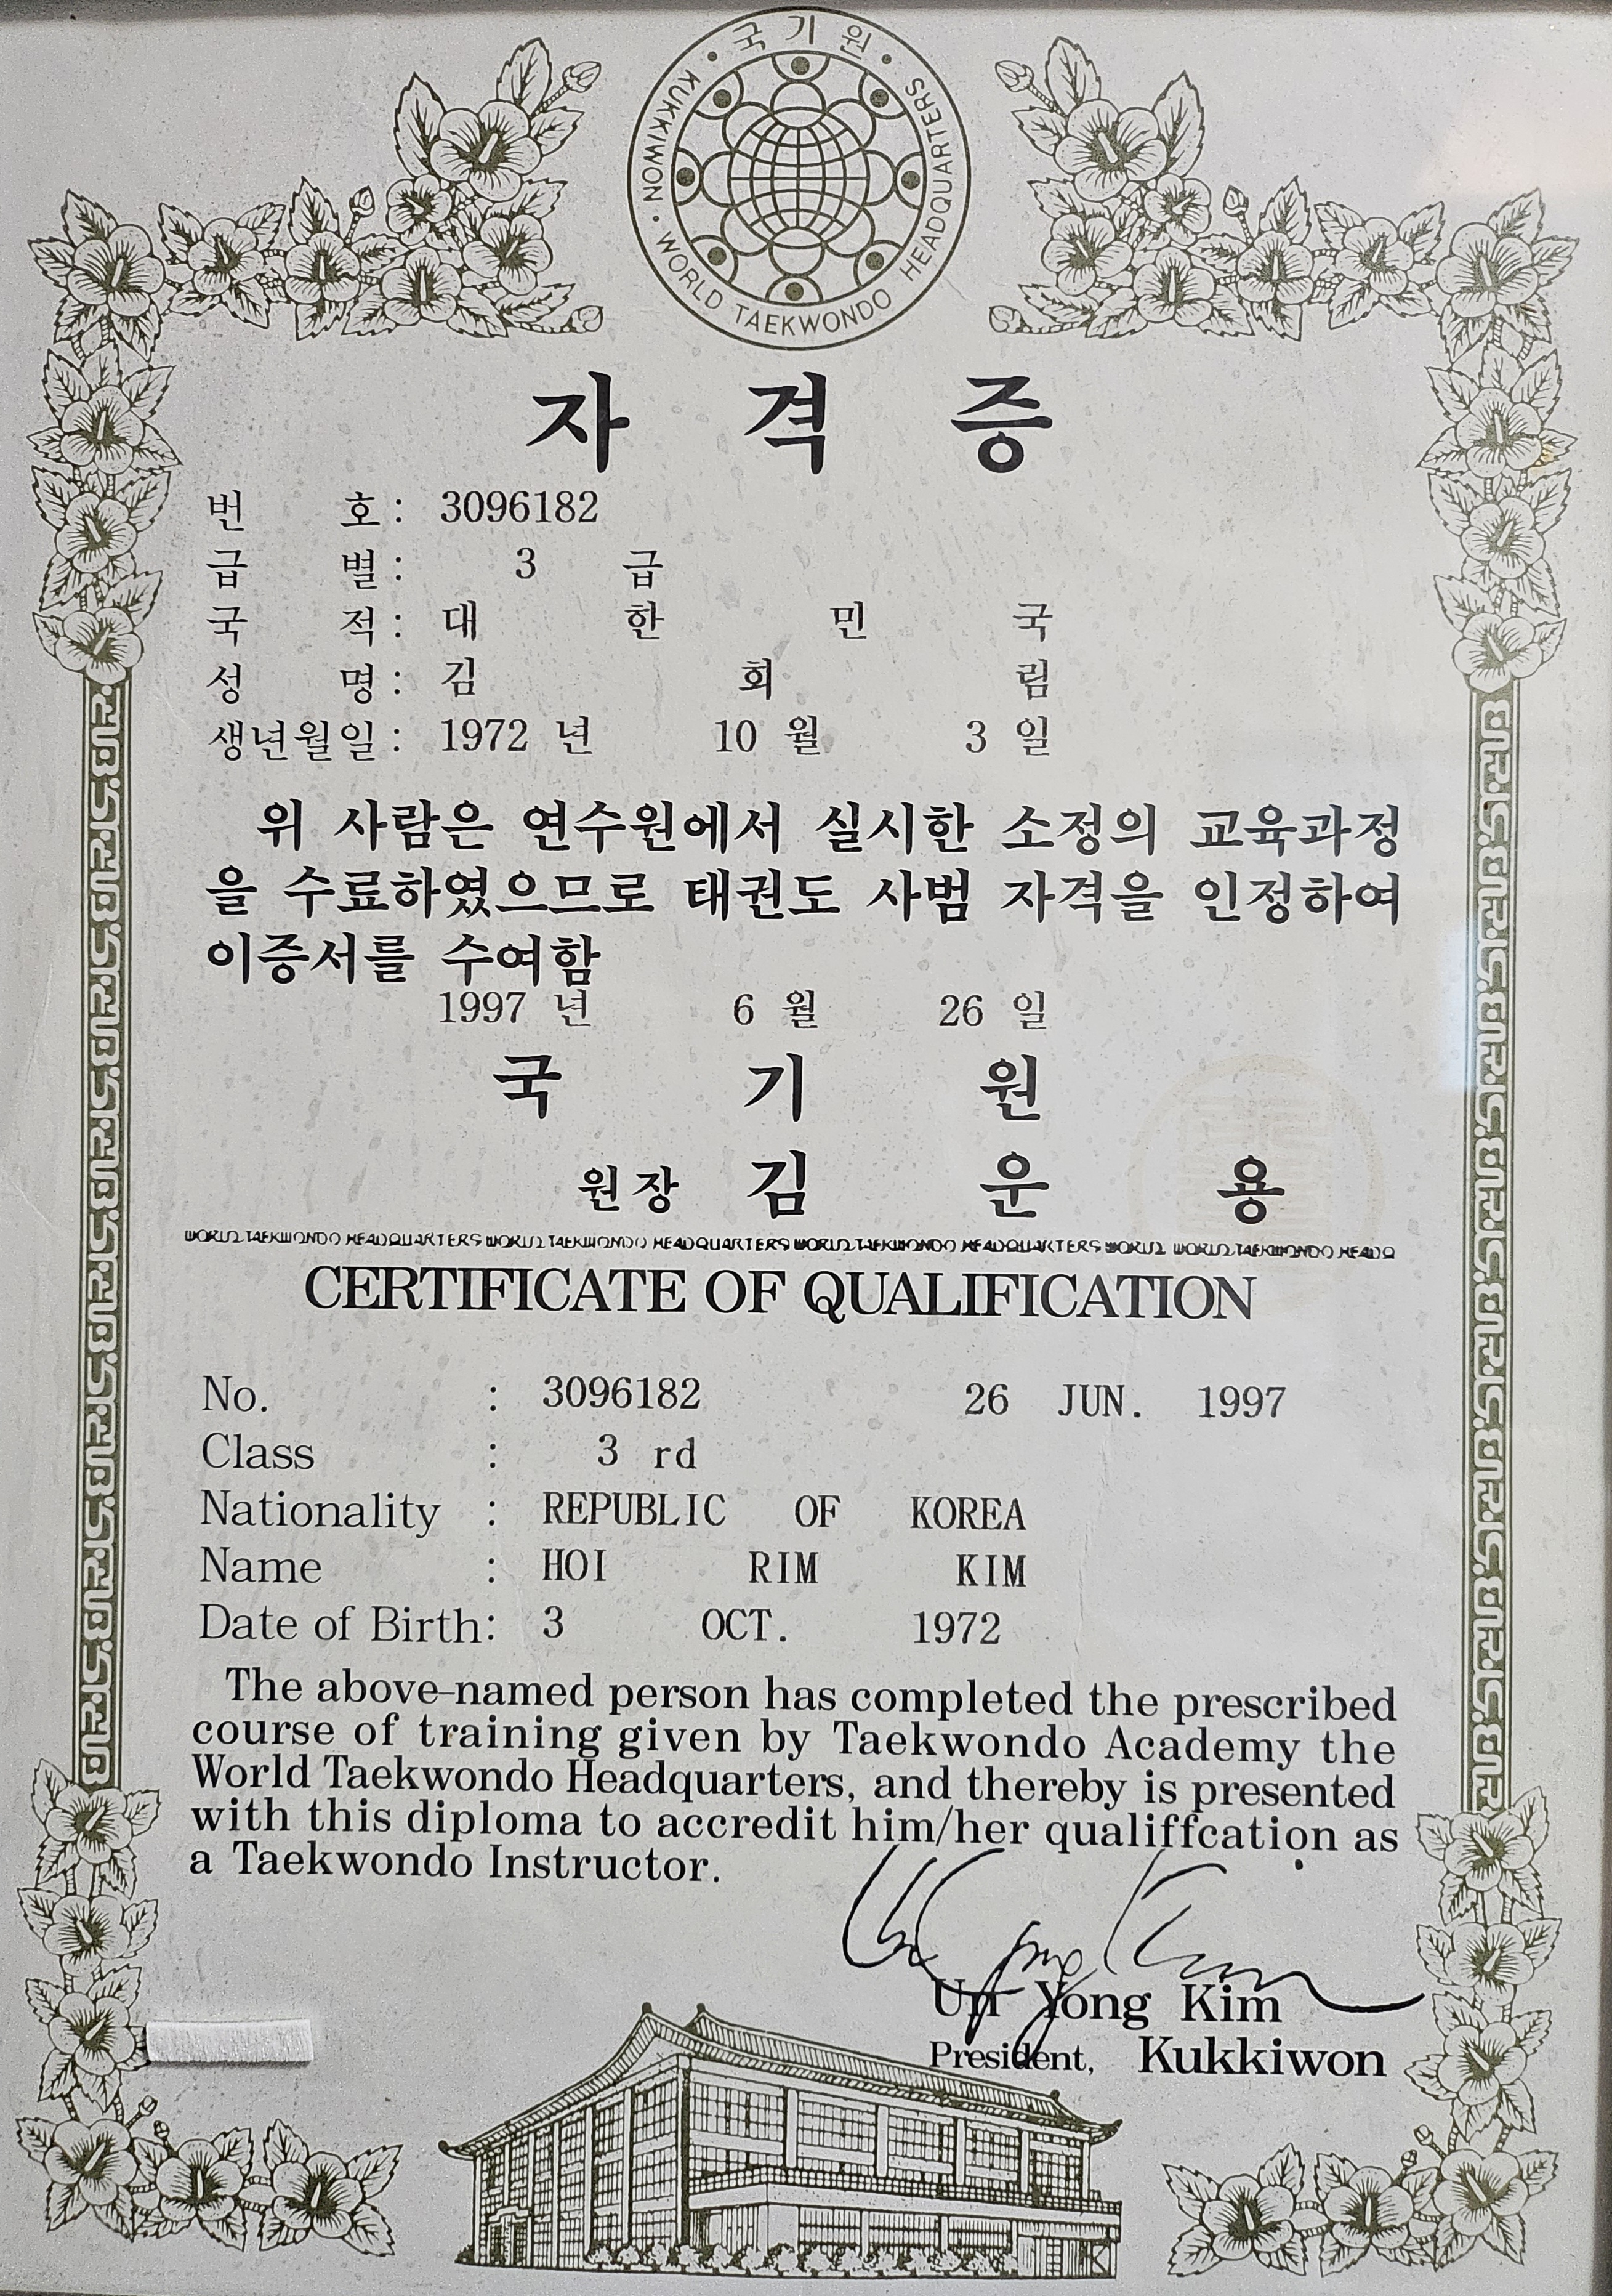 국기원
KUKKIWON · WORLD TAEKWONDO HEADQUARTERS
자 격 증
번 호 : 3096182
급 별 : 3 급
국 적 : 대 한 민 국
성 명 : 김 회 림
생년월일 : 1972 년 10 월 3 일
위 사람은 연수원에서 실시한 소정의 교육과정
을 수료하였으므로 태권도 사범 자격을 인정하여
이증서를 수여함
1997 년 6 월 26 일
국 기 원
원장 김 운 용
WORLD TAEKWONDO HEADQUARTERS WORLD TAEKWONDO HEADQUARTERS WORLD TAEKWONDO HEADQUARTERS WORLD WORLD TAEKWONDO HEADQ
CERTIFICATE OF QUALIFICATION
No. : 3096182 26 JUN. 1997
Class : 3 rd
Nationality : REPUBLIC OF KOREA
Name : HOI RIM KIM
Date of Birth: 3 OCT. 1972
The above-named person has completed the prescribed
course of training given by Taekwondo Academy the
World Taekwondo Headquarters, and thereby is presented
with this diploma to accredit him/her qualiffcation as
a Taekwondo Instructor.
Un Yong Kim
Un Yong Kim
President, Kukkiwon